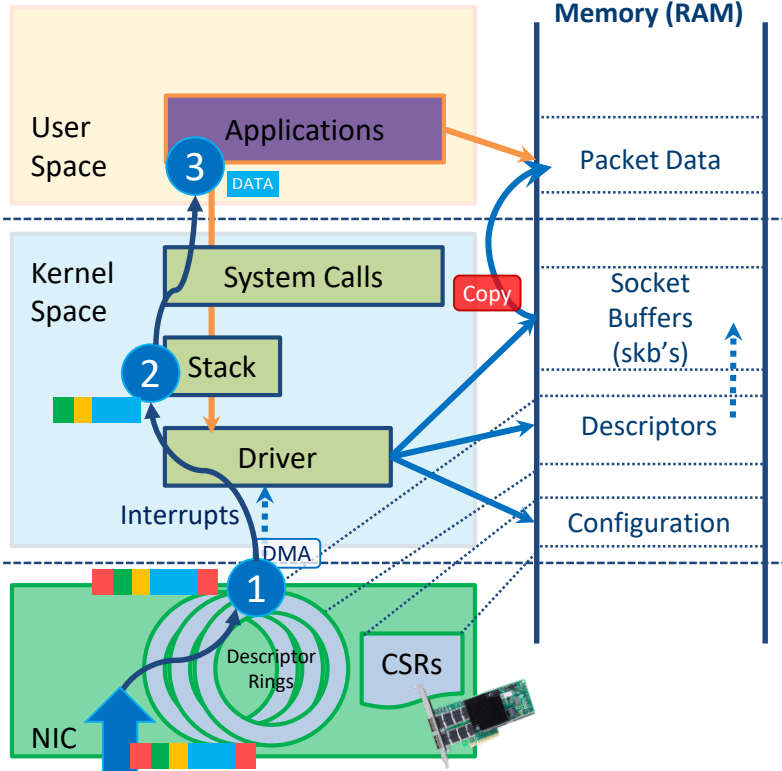 Memory (RAM)
User
Space
Applications
3
DATA
Packet Data
Kernel
Space
System Calls
Copy
Socket
Buffers
(skb's)
2
Stack
Descriptors
Driver
Interrupts
Configuration
DMA
1
Descriptor
Rings
CSRs
NIC